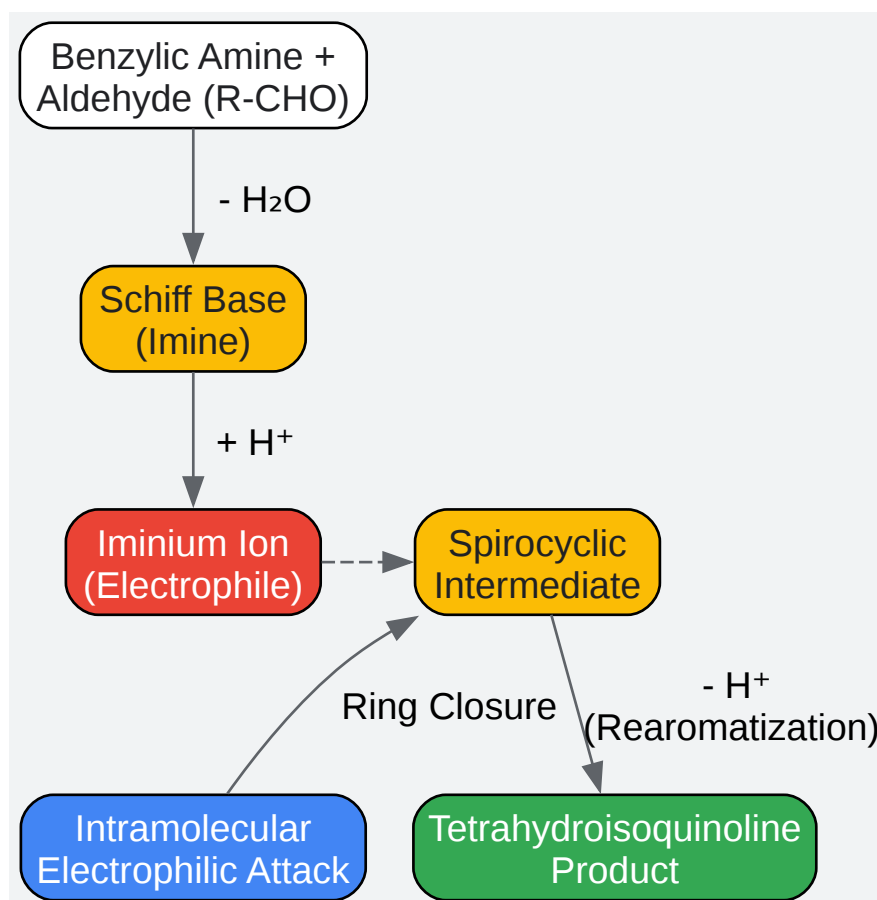 Benzylic Amine +
Aldehyde (R-CHO)
- H₂O
Schiff Base
(Imine)
+ H⁺
Iminium Ion
(Electrophile)
Spirocyclic
Intermediate
Ring Closure
- H⁺
(Rearomatization)
Intramolecular
Electrophilic Attack
Tetrahydroisoquinoline
Product